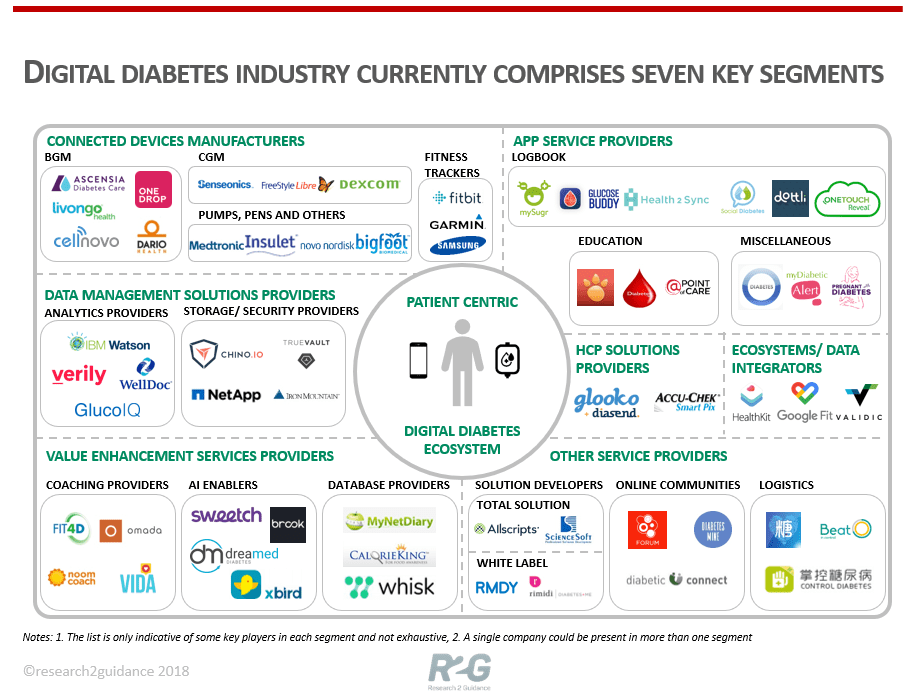 DIGITAL DIABETES INDUSTRY CURRENTLY COMPRISES SEVEN KEY SEGMENTS
CONNECTED DEVICES MANUFACTURERS
BGM
ASCENSIA
Diabetes Care
ONE
DROP
livongo
health
cellnovo
DARIO
HEALTH
CGM
Senseonics.
FreeStyle Libre
Dexcom
PUMPS, PENS AND OTHERS
Medtronic
Insulet
novo nordisk
bigfoot
BIOMEDICAL
FITNESS
TRACKERS
fitbit
GARMIN
SAMSUNG
APP SERVICE PROVIDERS
LOGBOOK
mySugr
GLUCOSE
BUDDY
Health 2 Sync
Social Diabetes
dottli
ONETOUCH
Reveal
EDUCATION
Diabetes
@POINT
of CARE
MISCELLANEOUS
DIABETES
myDiabetic
Alert
PREGNANT
DIABETES
DATA MANAGEMENT SOLUTIONS PROVIDERS
ANALYTICS PROVIDERS
IBM Watson
verily
WellDoc
GlucoIQ
STORAGE/ SECURITY PROVIDERS
CHINO.IO
TRUEVAULT
NetApp
IRON MOUNTAIN
PATIENT CENTRIC
DIGITAL DIABETES
ECOSYSTEM
HCP SOLUTIONS
PROVIDERS
glooko
diasend
ACCU-CHEK
Smart Pix
ECOSYSTEMS/ DATA
INTEGRATORS
HealthKit
Google Fit
VALIDIC
VALUE ENHANCEMENT SERVICES PROVIDERS
COACHING PROVIDERS
FIT4D
omada
noom
coach
VIDA
AI ENABLERS
sweetch
brook
dm
dreamed
DIABETES
xbird
DATABASE PROVIDERS
MyNetDiary
CALORIEKING
whisk
OTHER SERVICE PROVIDERS
SOLUTION DEVELOPERS
TOTAL SOLUTION
Allscripts
SCIENCESOFT
WHITE LABEL
RMDY
rimidi
DIABETES+ME
ONLINE COMMUNITIES
FORUM
DIABETES
MINE
diabetic connect
LOGISTICS
糖
BeatO
掌控糖尿病
CONTROL DIABETES
Notes: 1. The list is only indicative of some key players in each segment and not exhaustive, 2. A single company could be present in more than one segment
©research2guidance 2018
R2G
Research 2 Guidance